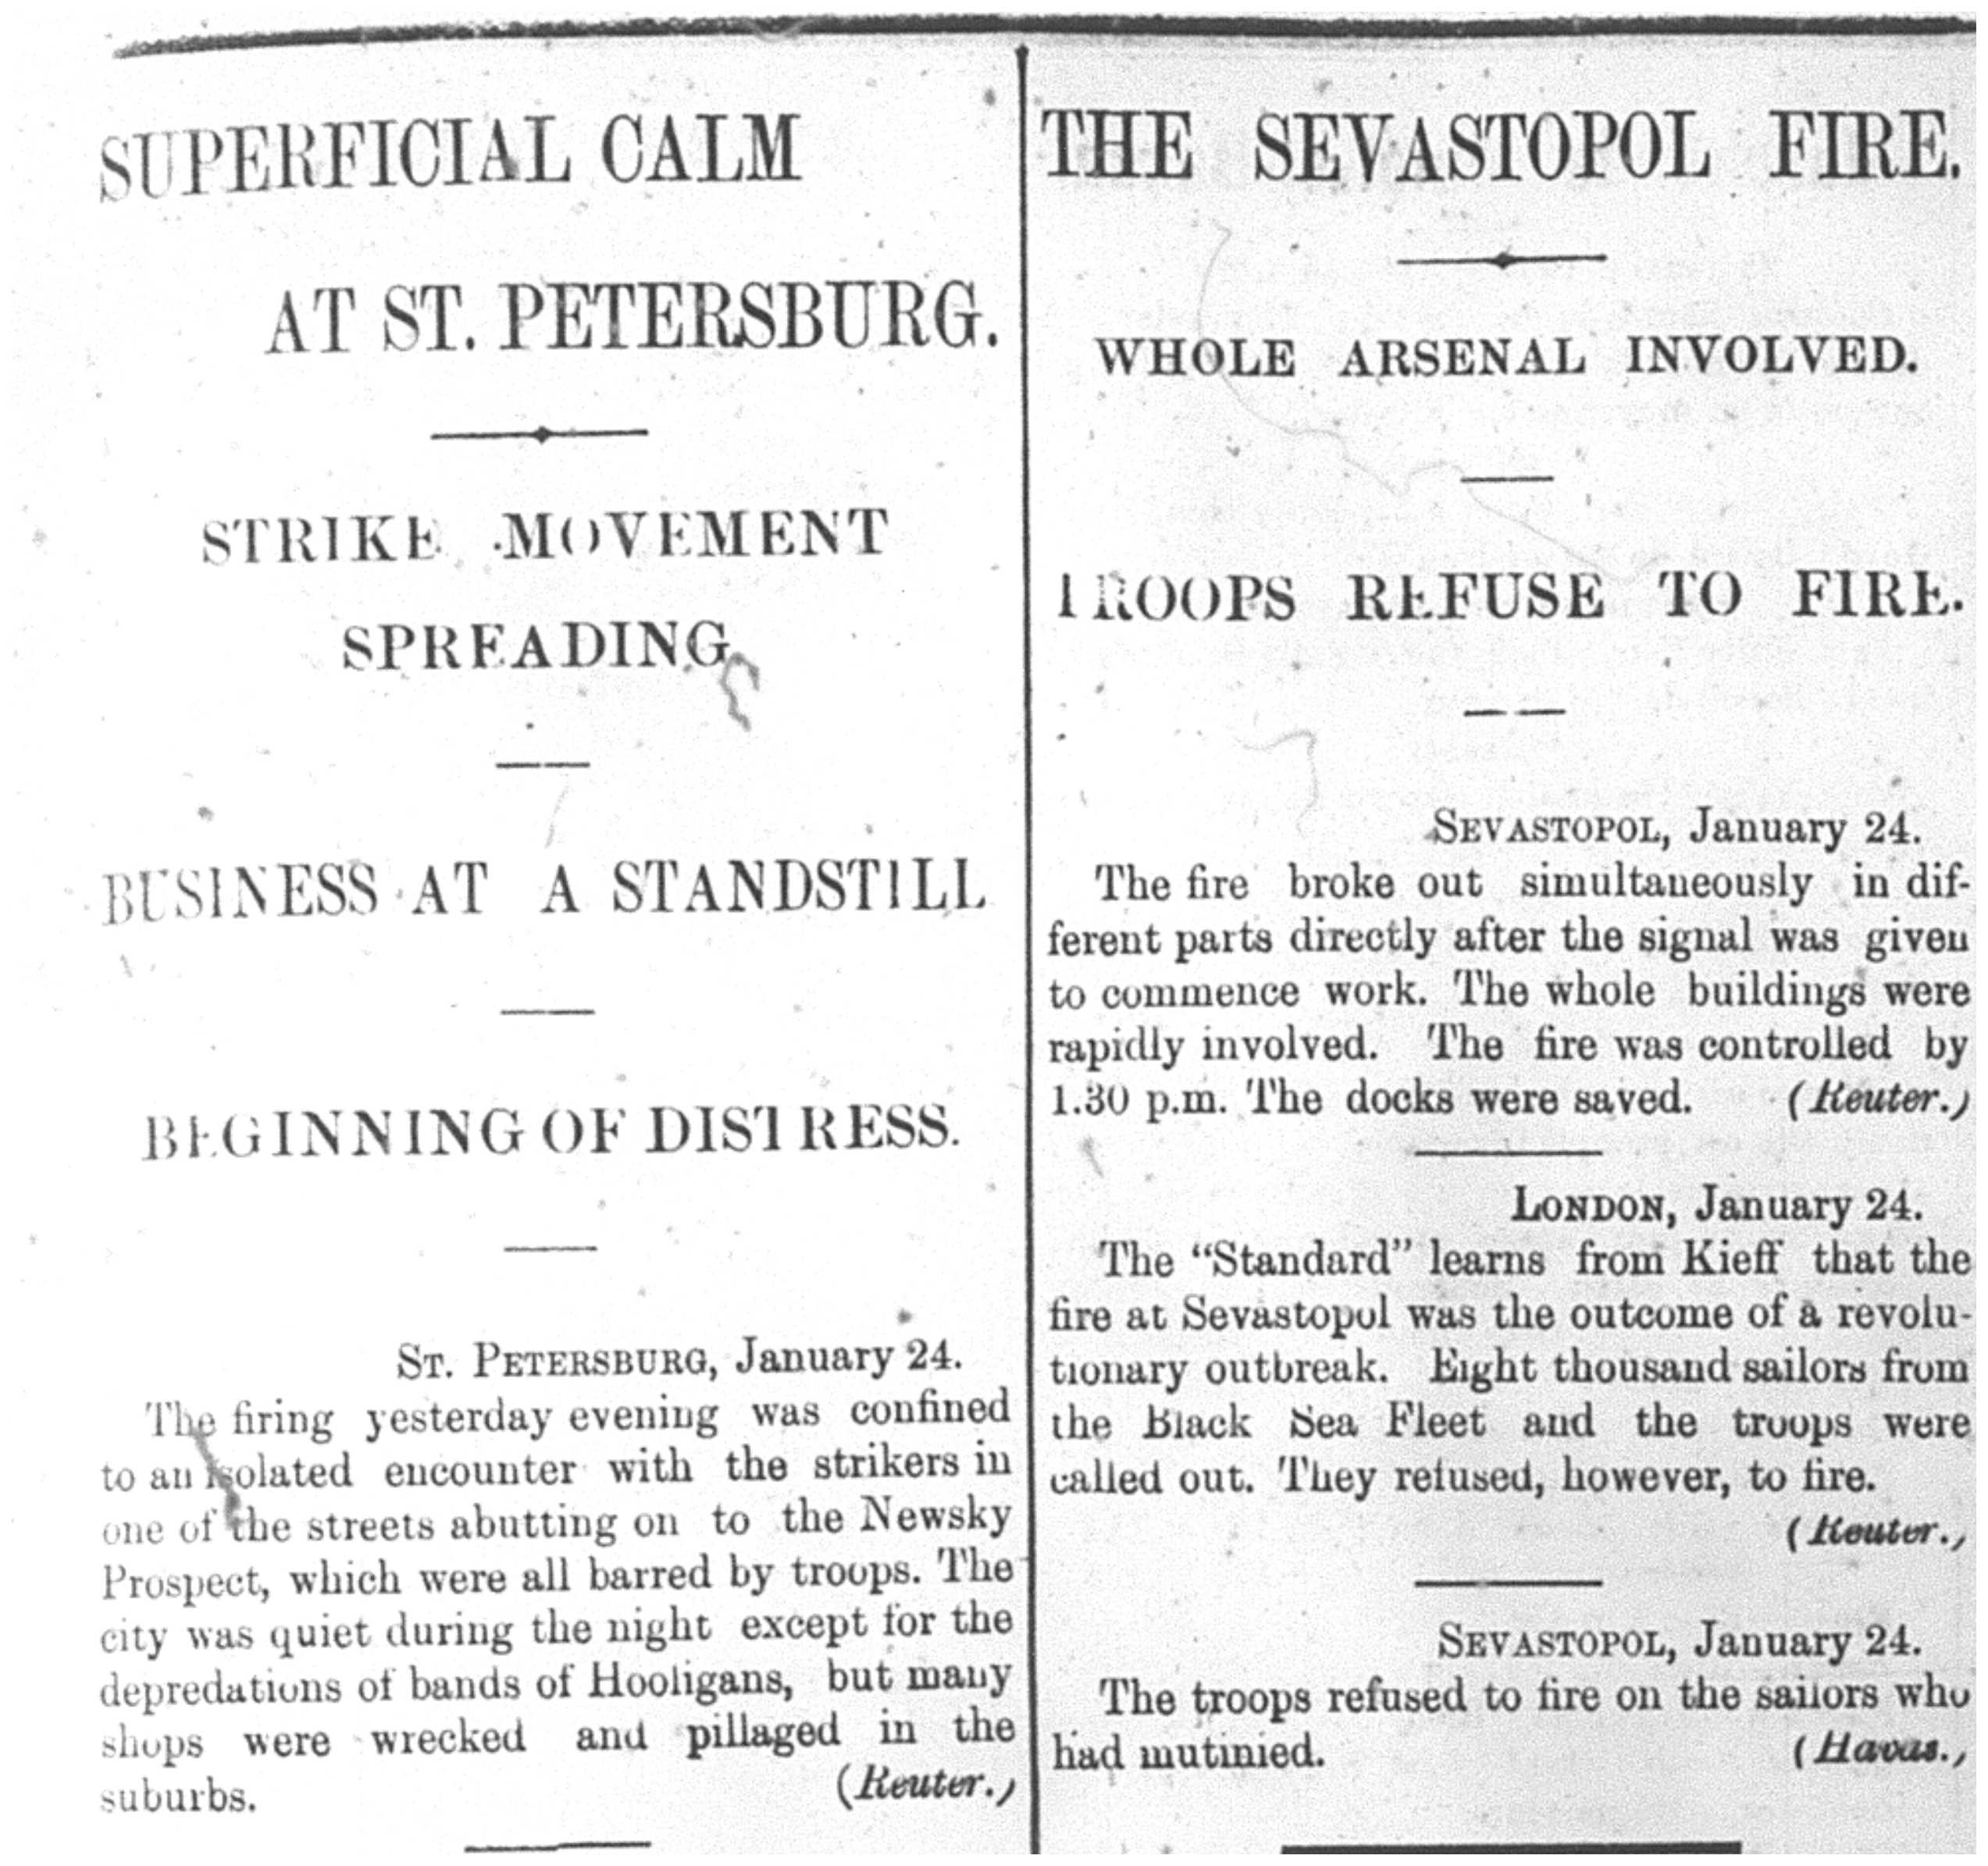 SUPERFICIAL CALM
AT ST. PETERSBURG.
STRIKE MOVEMENT
SPREADING.
BUSINESS AT A STANDSTILL
BEGINNING OF DISTRESS.
ST. PETERSBURG, January 24.
The firing yesterday evening was confined
to an isolated encounter with the strikers in
one of the streets abutting on to the Newsky
Prospect, which were all barred by troops. The
city was quiet during the night except for the
depredations of bands of Hooligans, but many
shops were wrecked and pillaged in the
suburbs. (Reuter.)
THE SEVASTOPOL FIRE.
WHOLE ARSENAL INVOLVED.
TROOPS REFUSE TO FIRE.
SEVASTOPOL, January 24.
The fire broke out simultaneously in dif-
ferent parts directly after the signal was given
to commence work. The whole buildings were
rapidly involved. The fire was controlled by
1.30 p.m. The docks were saved. (Reuter.)
LONDON, January 24.
The "Standard" learns from Kieff that the
fire at Sevastopol was the outcome of a revolu-
tionary outbreak. Eight thousand sailors from
the Black Sea Fleet and the troops were
called out. They refused, however, to fire.
(Reuter.)
SEVASTOPOL, January 24.
The troops refused to fire on the sailors who
had mutinied. (Havas.)